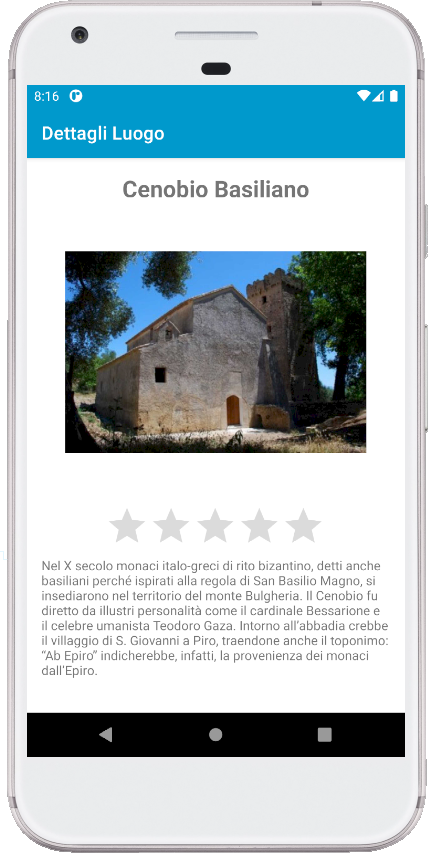 8:16
Dettagli Luogo
Cenobio Basiliano
Nel X secolo monaci italo-greci di rito bizantino, detti anche
basiliani perché ispirati alla regola di San Basilio Magno, si
insediarono nel territorio del monte Bulgheria. Il Cenobio fu
diretto da illustri personalità come il cardinale Bessarione e
il celebre umanista Teodoro Gaza. Intorno all'abbadia crebbe
il villaggio di S. Giovanni a Piro, traendone anche il toponimo:
“Ab Epiro” indicherebbe, infatti, la provenienza dei monaci
dall'Epiro.